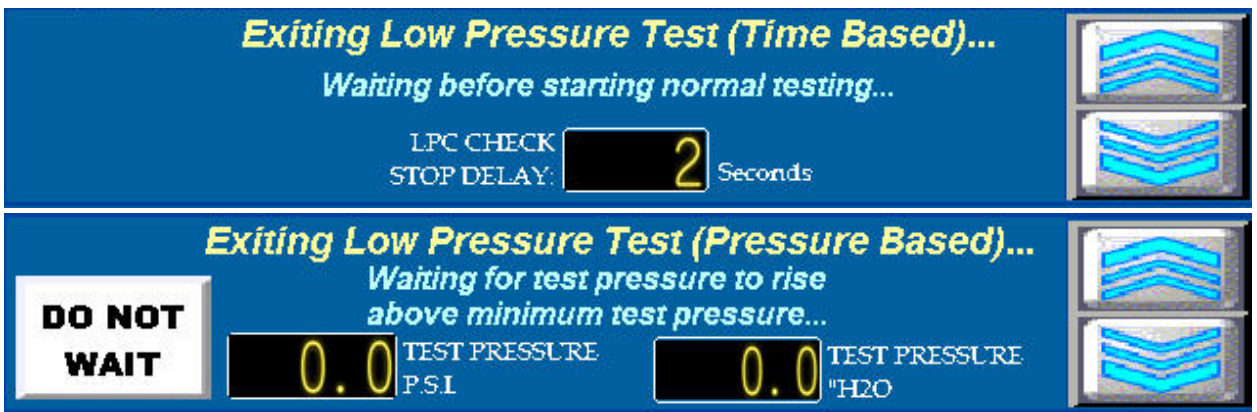 Exiting Low Pressure Test (Time Based)...
Waiting before starting normal testing...
LPC CHECK
STOP DELAY: 2 Seconds
Exiting Low Pressure Test (Pressure Based)...
Waiting for test pressure to rise
above minimum test pressure...
DO NOT
WAIT
0.0 TEST PRESSURE
P.S.I.
0.0 TEST PRESSURE
"H2O